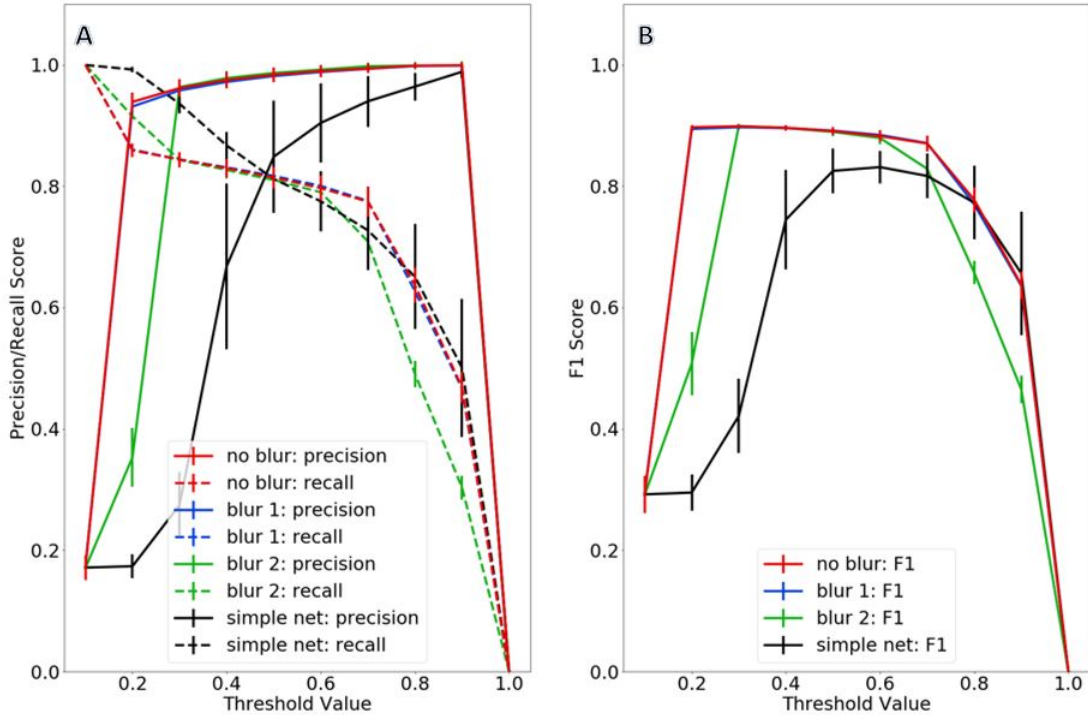 A
1.0
0.8
0.6
0.4
0.2
0.0
Precision/Recall Score
no blur: precision
no blur: recall
blur 1: precision
blur 1: recall
blur 2: precision
blur 2: recall
simple net: precision
simple net: recall
0.2 0.4 0.6 0.8 1.0
Threshold Value
B
1.0
0.8
0.6
0.4
0.2
0.0
F1 Score
no blur: F1
blur 1: F1
blur 2: F1
simple net: F1
0.2 0.4 0.6 0.8 1.0
Threshold Value